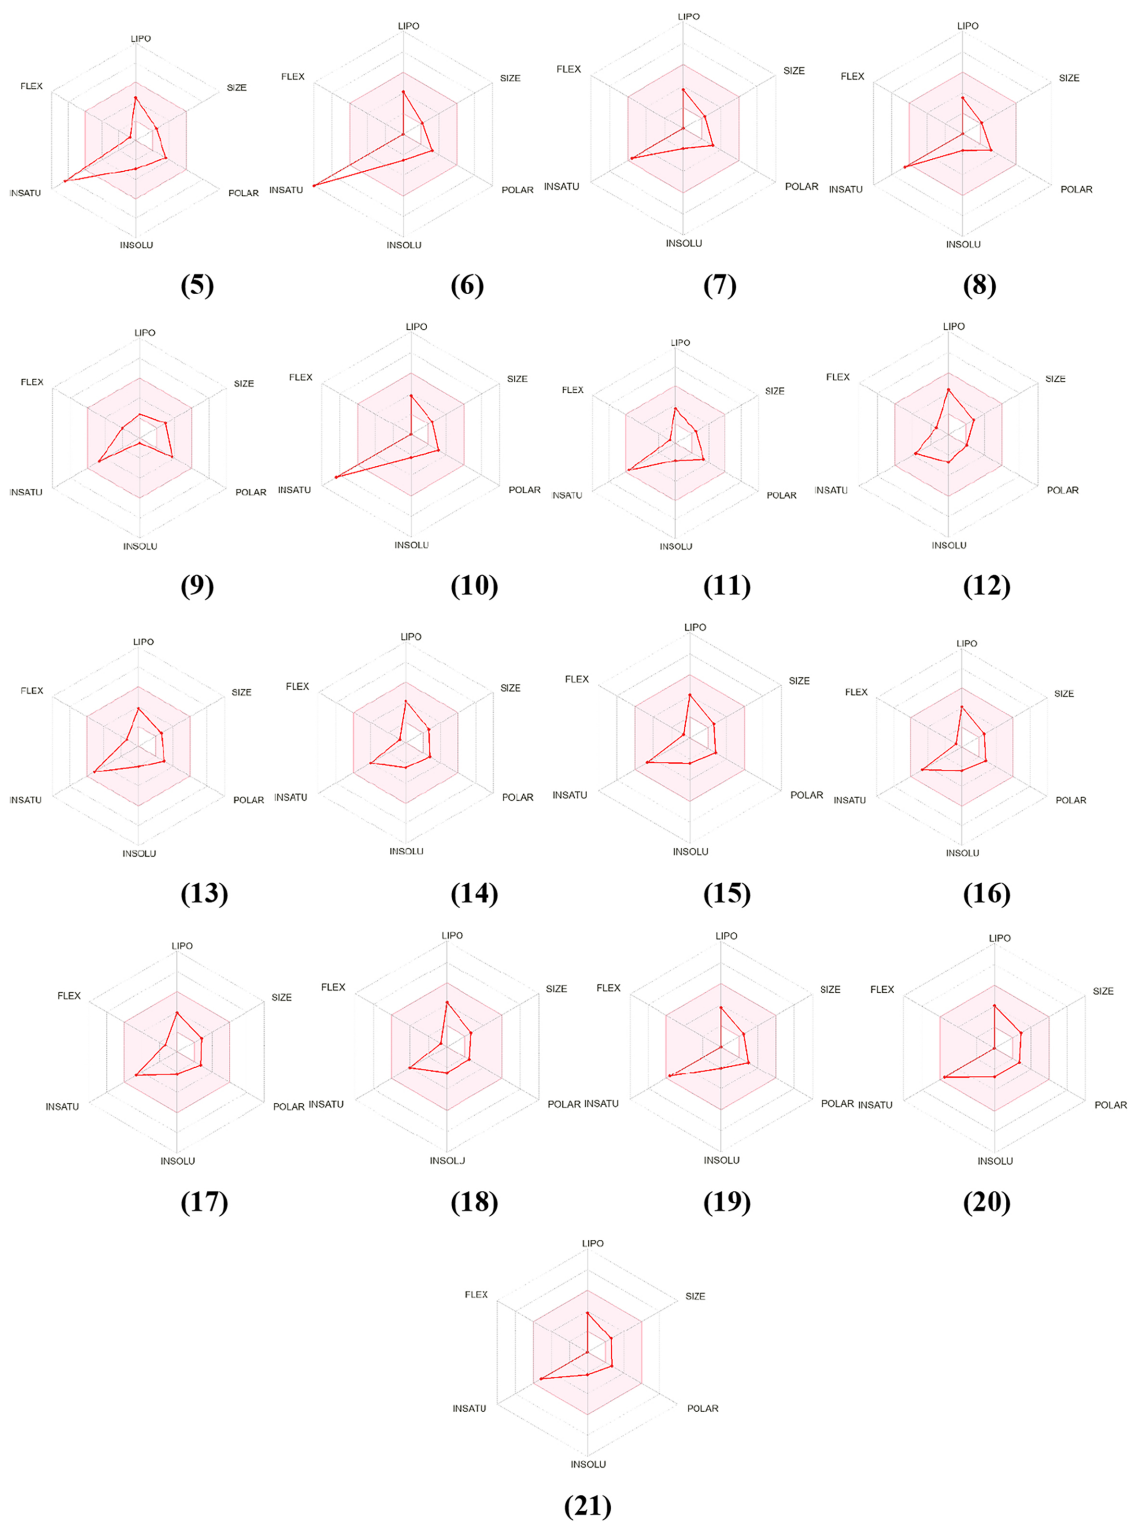 LIPO LIPO LIPO LIPO
FLEX SIZE FLEX SIZE FLEX SIZE FLEX SIZE
INSATU POLAR INSATU POLAR INSATU POLAR INSATU POLAR
INSOLU INSOLU INSOLU INSOLU
(5) (6) (7) (8)
LIPO LIPO LIPO LIPO
FLEX SIZE FLEX SIZE FLEX SIZE FLEX SIZE
INSATU POLAR INSATU POLAR INSATU POLAR INSATU POLAR
INSOLU INSOLU INSOLU INSOLU
(9) (10) (11) (12)
LIPO LIPO LIPO LIPO
FLEX SIZE FLEX SIZE FLEX SIZE FLEX SIZE
INSATU POLAR INSATU POLAR INSATU POLAR INSATU POLAR
INSOLU INSOLU INSOLU INSOLU
(13) (14) (15) (16)
LIPO LIPO LIPO LIPO
FLEX SIZE FLEX SIZE FLEX SIZE FLEX SIZE
INSATU POLAR INSATU POLAR INSATU POLAR INSATU POLAR
INSOLU INSOLU INSOLU INSOLU
(17) (18) (19) (20)
LIPO
FLEX SIZE
INSATU POLAR
INSOLU
(21)